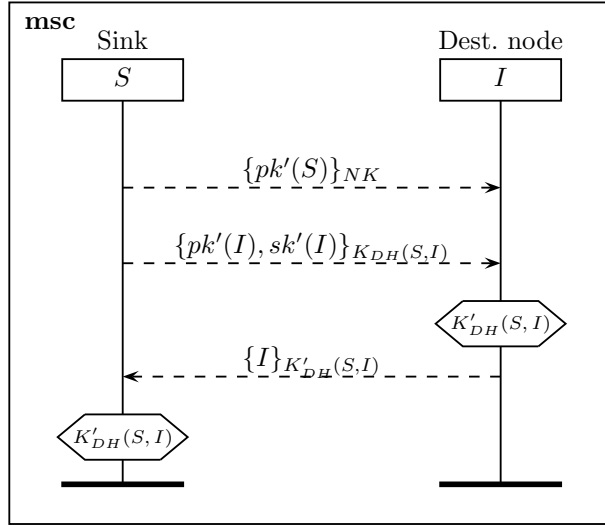 msc
Sink Dest. node
S I
{pk′(S)}_{NK}
{pk′(I), sk′(I)}_{K_{DH}(S,I)}
K′_{DH}(S, I)
{I}_{K′_{DH}(S,I)}
K′_{DH}(S, I)